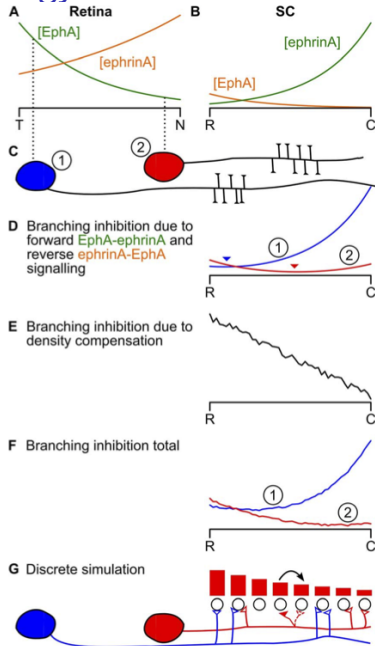 A Retina B SC
[EphA] [ephrinA]
[ephrinA] [EphA]
T N R C
C 1 2
D Branching inhibition due to
forward EphA-ephrinA and
reverse ephrinA-EphA
signalling
1 2
R C
E Branching inhibition due to
density compensation
R C
F Branching inhibition total
1 2
R C
G Discrete simulation